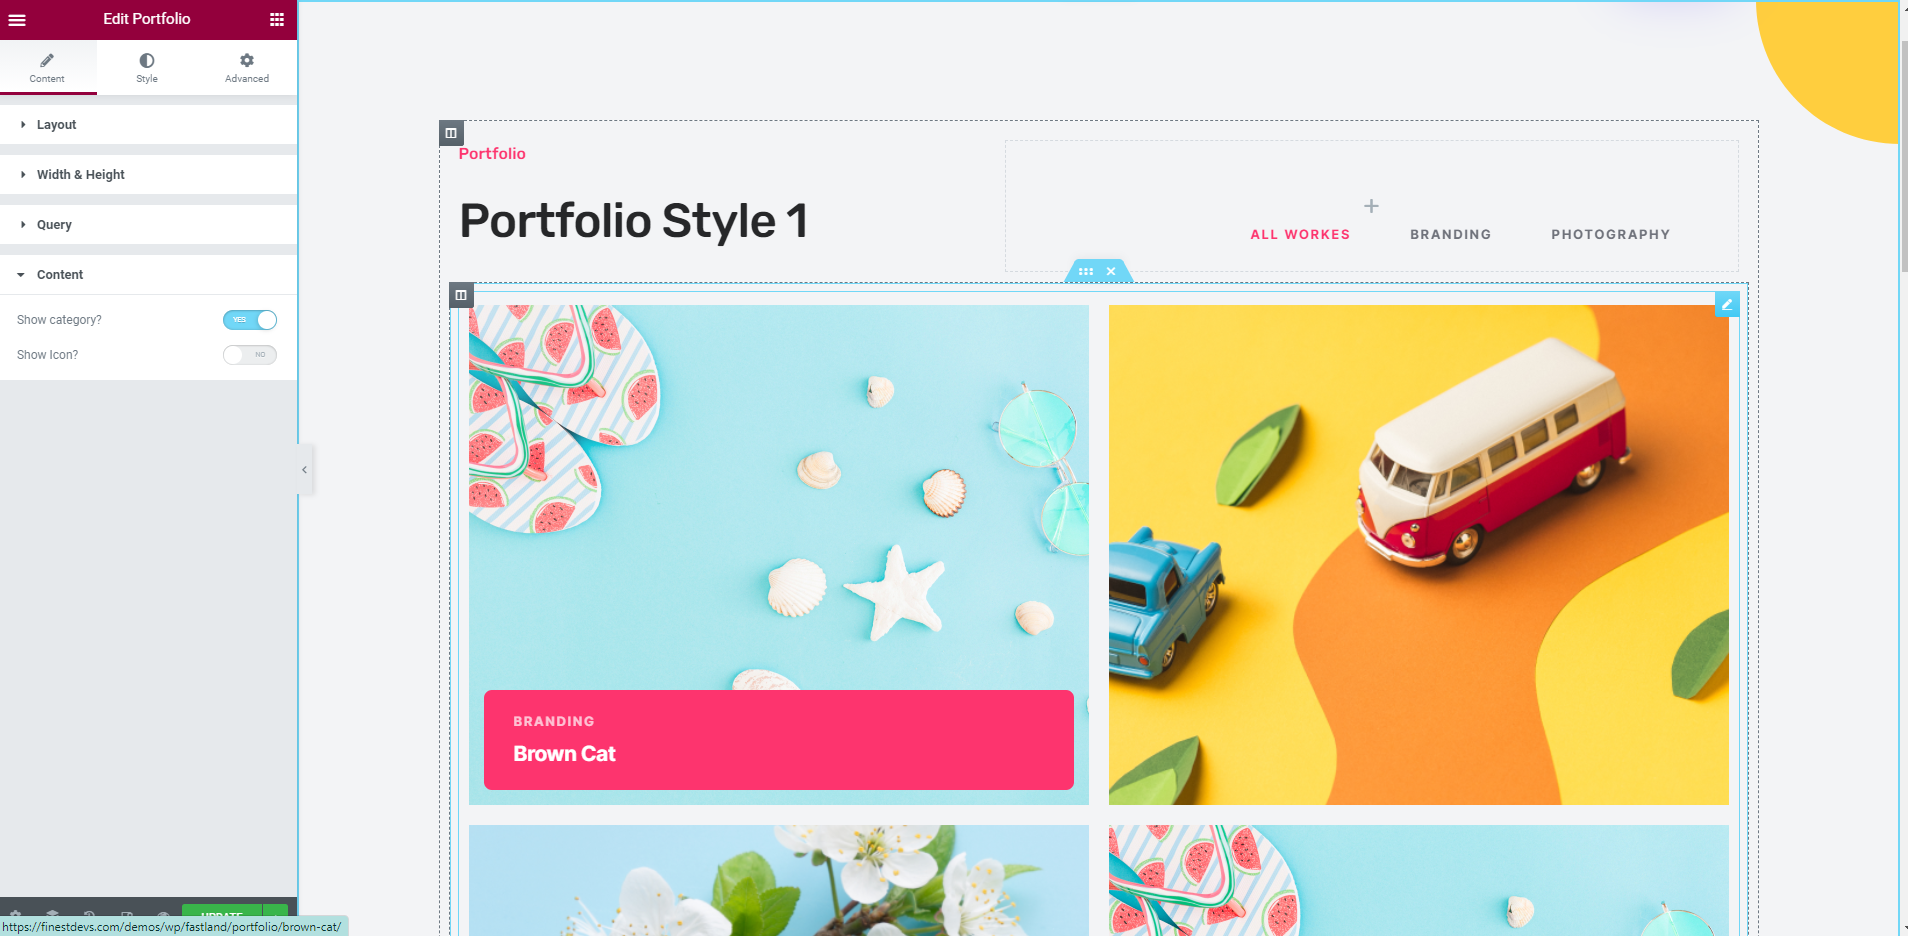 Edit Portfolio
Content
Style
Advanced
Layout
Width & Height
Query
Content
Show category?
YES
Show Icon?
NO
UPDATE
https://finestdevs.com/demos/wp/fastland/portfolio/brown-cat/
Portfolio
Portfolio Style 1
ALL WORKES
BRANDING
PHOTOGRAPHY
BRANDING
Brown Cat